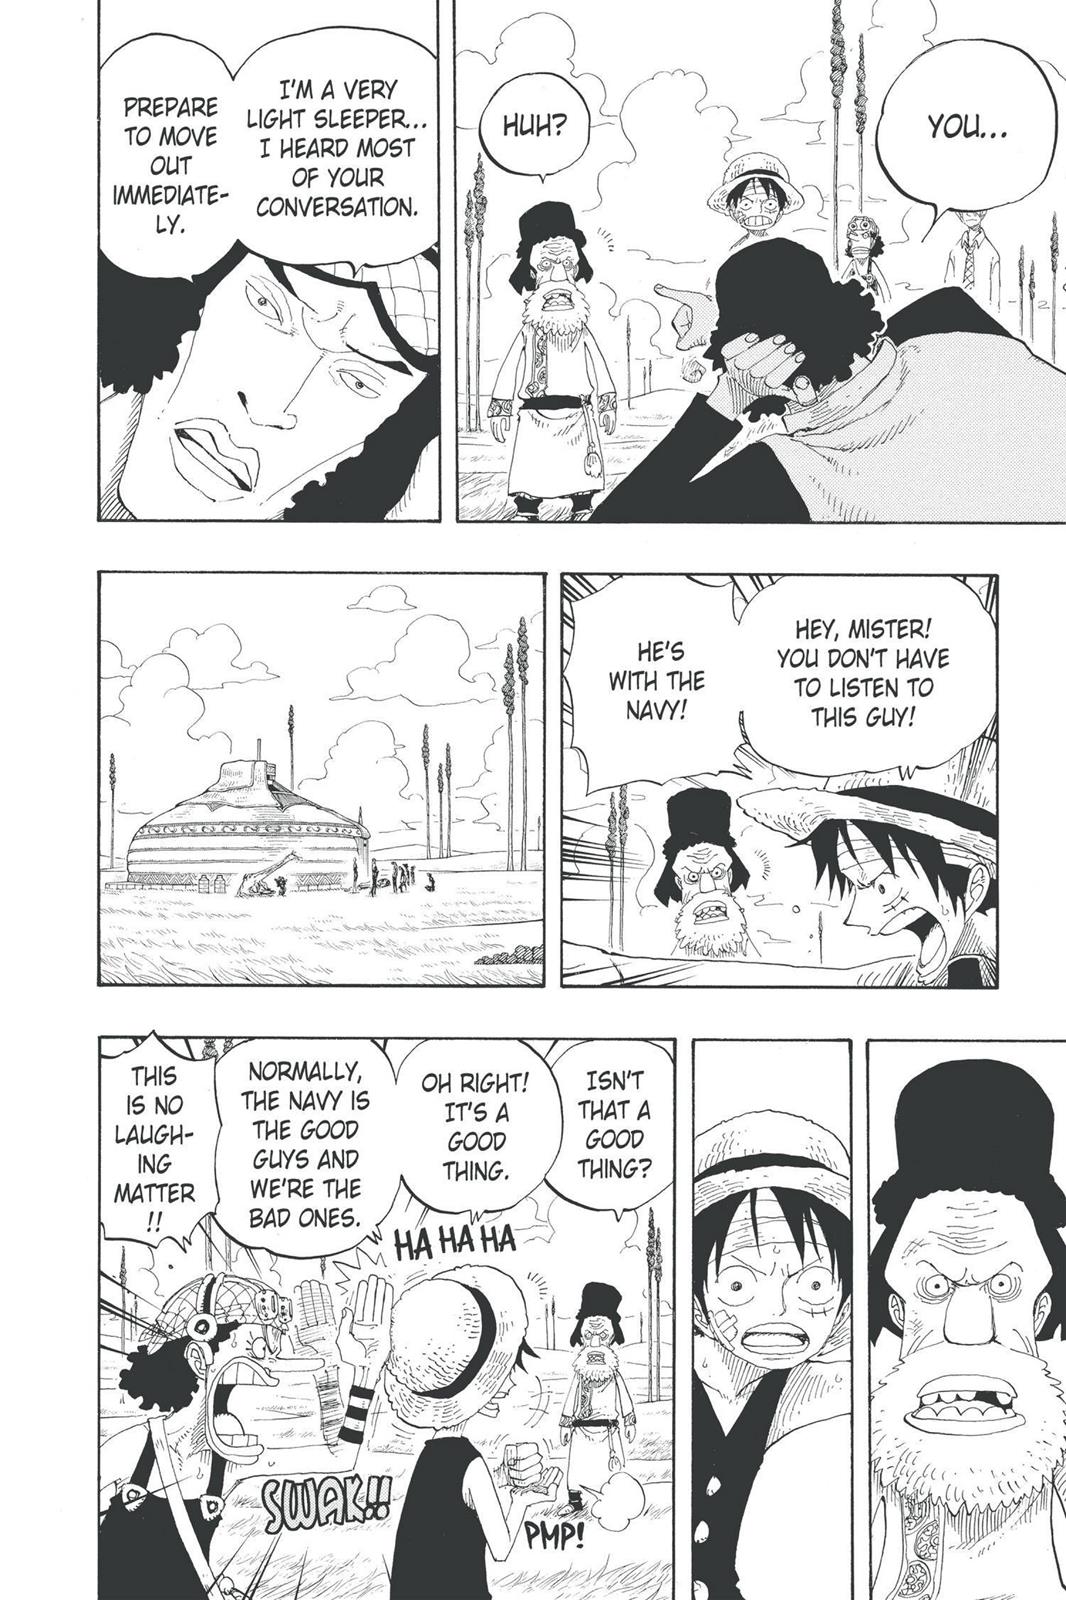 YOU...
HUH?
I'M A VERY
LIGHT SLEEPER...
I HEARD MOST
OF YOUR
CONVERSATION.
PREPARE
TO MOVE
OUT
IMMEDIATE-
LY.
HEY, MISTER!
YOU DON'T HAVE
TO LISTEN TO
THIS GUY!
HE'S
WITH THE
NAVY!
ISN'T
THAT A
GOOD
THING?
OH RIGHT!
IT'S A
GOOD
THING.
HA HA HA
PMP!
NORMALLY,
THE NAVY IS
THE GOOD
GUYS AND
WE'RE THE
BAD ONES.
THIS
IS NO
LAUGH-
ING
MATTER
!!
SWAK!!